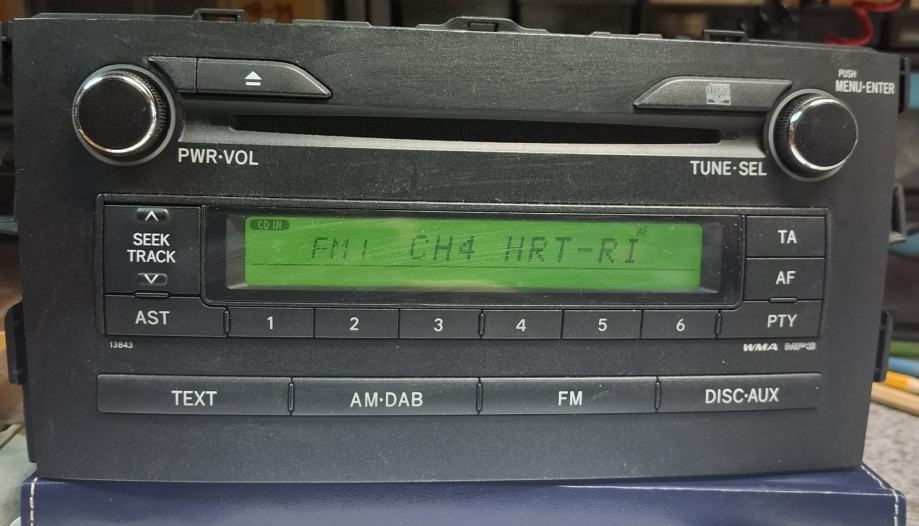 PUSH
MENU·ENTER
PWR·VOL
TUNE·SEL
CD IN
AF
FM1 CH4 HRT-RI
SEEK
TRACK
TA
AF
AST
1
2
3
4
5
6
PTY
13843
WMA MP3
TEXT
AM·DAB
FM
DISC·AUX